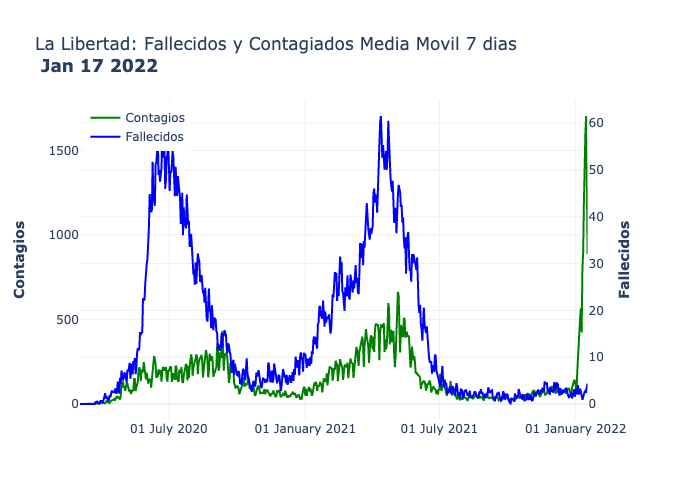 La Libertad: Fallecidos y Contagiados Media Movil 7 dias
Jan 17 2022
Contagios
Fallecidos
1500
1000
500
0
60
50
40
30
20
10
0
Contagios
Fallecidos
01 July 2020
01 January 2021
01 July 2021
01 January 2022